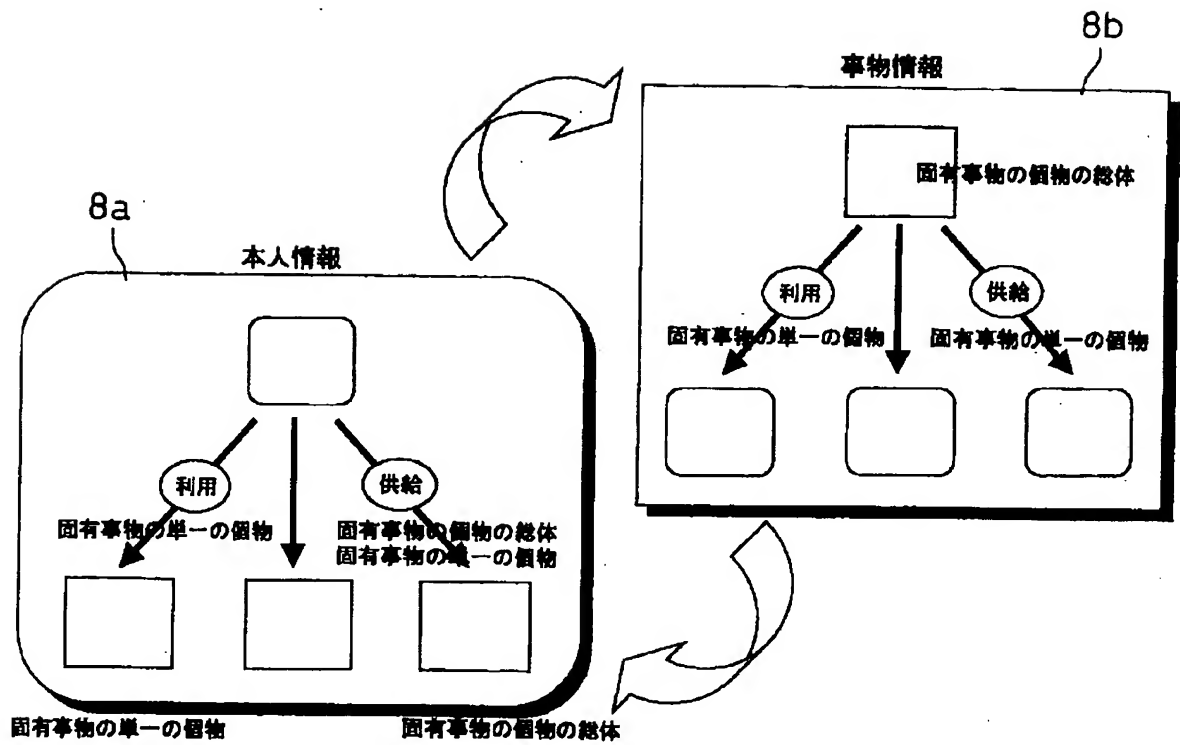 8b
事物情報
固有事物の個物の総体
利用
供給
固有事物の単一の個物
固有事物の単一の個物
8a
本人情報
利用
供給
固有事物の単一の個物
固有事物の個物の総体
固有事物の単一の個物
固有事物の単一の個物
固有事物の個物の総体